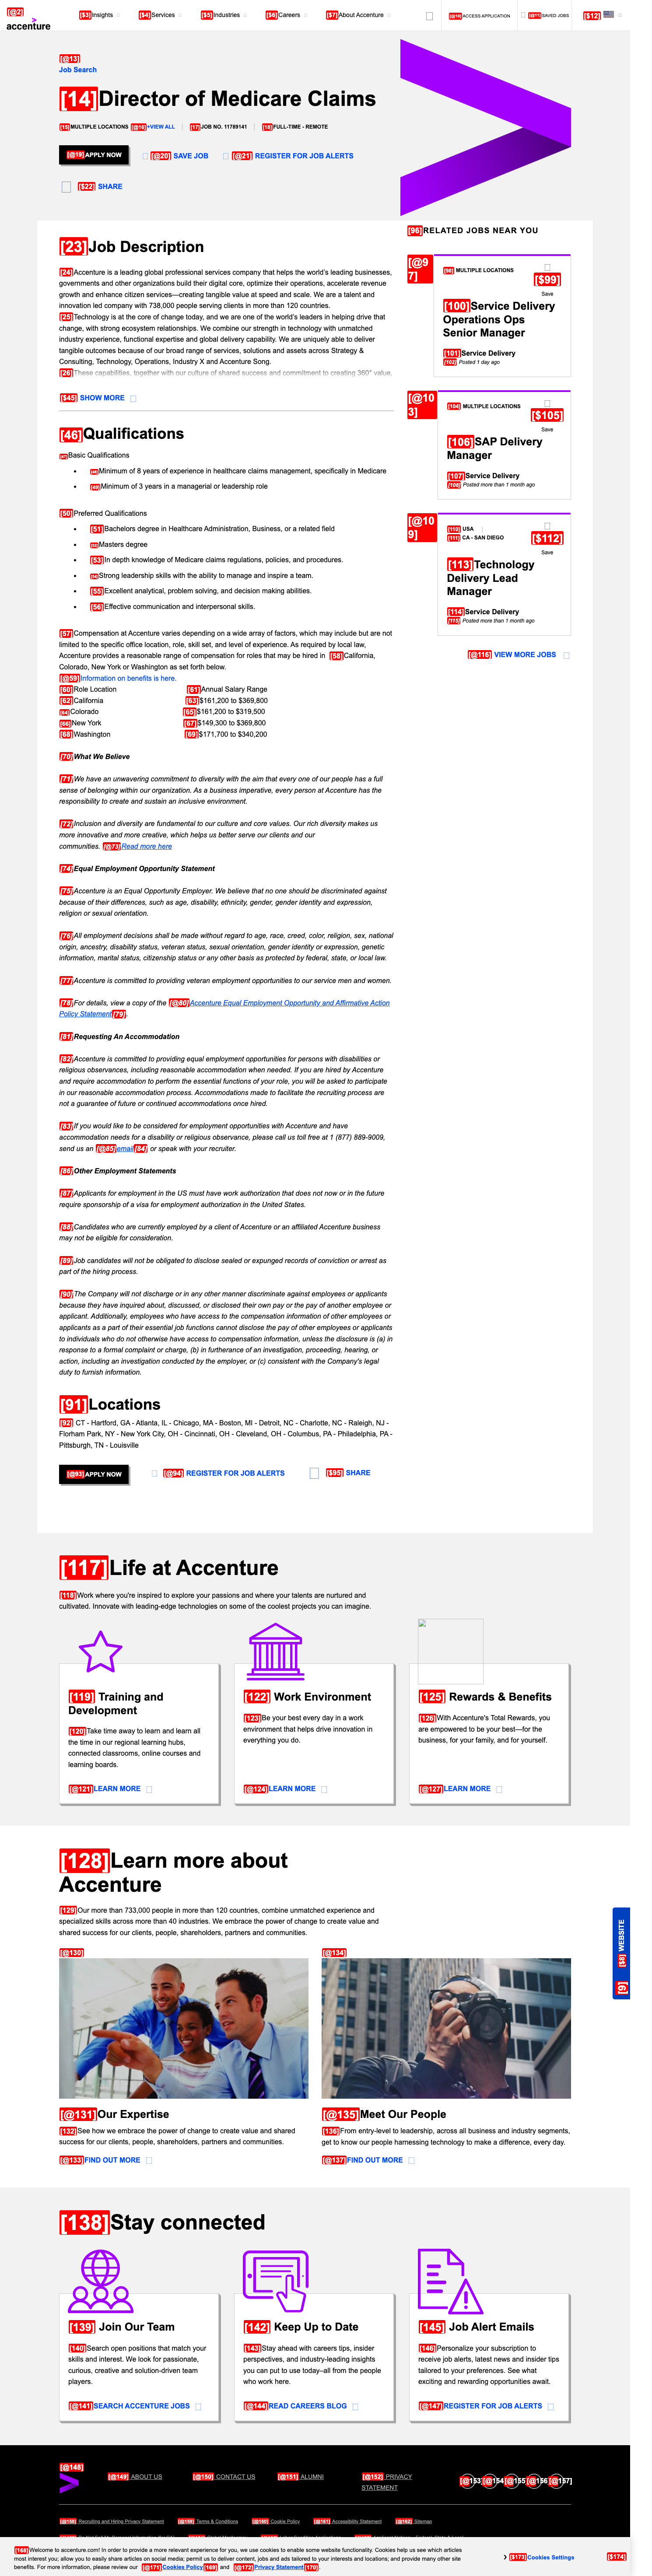 [@2]
accenture
[$3]Insights
[$4]Services
[$5]Industries
[$6]Careers
[$7]About Accenture
[@10]ACCESS APPLICATION
[@11]SAVED JOBS
[$12]
[@13]
Job Search
[14]Director of Medicare Claims
[15]MULTIPLE LOCATIONS [@16]+VIEW ALL
[17]JOB NO. 11789141
[18]FULL-TIME - REMOTE
[@19]APPLY NOW
[@20] SAVE JOB
[@21] REGISTER FOR JOB ALERTS
[$22] SHARE
[23]Job Description
[24]Accenture is a leading global professional services company that helps the world's leading businesses,
governments and other organizations build their digital core, optimize their operations, accelerate revenue
growth and enhance citizen services—creating tangible value at speed and scale. We are a talent and
innovation led company with 738,000 people serving clients in more than 120 countries.
[25]Technology is at the core of change today, and we are one of the world's leaders in helping drive that
change, with strong ecosystem relationships. We combine our strength in technology with unmatched
industry experience, functional expertise and global delivery capability. We are uniquely able to deliver
tangible outcomes because of our broad range of services, solutions and assets across Strategy &
Consulting, Technology, Operations, Industry X and Accenture Song.
[26]These capabilities, together with our culture of shared success and commitment to creating 360° value,
[$45] SHOW MORE
[46]Qualifications
[47]Basic Qualifications
[48]Minimum of 8 years of experience in healthcare claims management, specifically in Medicare
[49]Minimum of 3 years in a managerial or leadership role
[50]Preferred Qualifications
[51]Bachelors degree in Healthcare Administration, Business, or a related field
[52]Masters degree
[53]In depth knowledge of Medicare claims regulations, policies, and procedures.
[54]Strong leadership skills with the ability to manage and inspire a team.
[55]Excellent analytical, problem solving, and decision making abilities.
[56]Effective communication and interpersonal skills.
[57]Compensation at Accenture varies depending on a wide array of factors, which may include but are not
limited to the specific office location, role, skill set, and level of experience. As required by local law,
Accenture provides a reasonable range of compensation for roles that may be hired in [58]California,
Colorado, New York or Washington as set forth below.
[@59]Information on benefits is here.
[60]Role Location [61]Annual Salary Range
[62]California [63]$161,200 to $369,800
[64]Colorado [65]$161,200 to $319,500
[66]New York [67]$149,300 to $369,800
[68]Washington [69]$171,700 to $340,200
[70]What We Believe
[71]We have an unwavering commitment to diversity with the aim that every one of our people has a full
sense of belonging within our organization. As a business imperative, every person at Accenture has the
responsibility to create and sustain an inclusive environment.
[72]Inclusion and diversity are fundamental to our culture and core values. Our rich diversity makes us
more innovative and more creative, which helps us better serve our clients and our
communities. [@73]Read more here
[74]Equal Employment Opportunity Statement
[75]Accenture is an Equal Opportunity Employer. We believe that no one should be discriminated against
because of their differences, such as age, disability, ethnicity, gender, gender identity and expression,
religion or sexual orientation.
[76]All employment decisions shall be made without regard to age, race, creed, color, religion, sex, national
origin, ancestry, disability status, veteran status, sexual orientation, gender identity or expression, genetic
information, marital status, citizenship status or any other basis as protected by federal, state, or local law.
[77]Accenture is committed to providing veteran employment opportunities to our service men and women.
[78]For details, view a copy of the [@80]Accenture Equal Employment Opportunity and Affirmative Action
Policy Statement[79].
[81]Requesting An Accommodation
[82]Accenture is committed to providing equal employment opportunities for persons with disabilities or
religious observances, including reasonable accommodation when needed. If you are hired by Accenture
and require accommodation to perform the essential functions of your role, you will be asked to participate
in our reasonable accommodation process. Accommodations made to facilitate the recruiting process are
not a guarantee of future or continued accommodations once hired.
[83]If you would like to be considered for employment opportunities with Accenture and have
accommodation needs for a disability or religious observance, please call us toll free at 1 (877) 889-9009,
send us an [@85]email[84] or speak with your recruiter.
[86]Other Employment Statements
[87]Applicants for employment in the US must have work authorization that does not now or in the future
require sponsorship of a visa for employment authorization in the United States.
[88]Candidates who are currently employed by a client of Accenture or an affiliated Accenture business
may not be eligible for consideration.
[89]Job candidates will not be obligated to disclose sealed or expunged records of conviction or arrest as
part of the hiring process.
[90]The Company will not discharge or in any other manner discriminate against employees or applicants
because they have inquired about, discussed, or disclosed their own pay or the pay of another employee or
applicant. Additionally, employees who have access to the compensation information of other employees or
applicants as a part of their essential job functions cannot disclose the pay of other employees or applicants
to individuals who do not otherwise have access to compensation information, unless the disclosure is (a) in
response to a formal complaint or charge, (b) in furtherance of an investigation, proceeding, hearing, or
action, including an investigation conducted by the employer, or (c) consistent with the Company's legal
duty to furnish information.
[91]Locations
[92] CT - Hartford, GA - Atlanta, IL - Chicago, MA - Boston, MI - Detroit, NC - Charlotte, NC - Raleigh, NJ -
Florham Park, NY - New York City, OH - Cincinnati, OH - Cleveland, OH - Columbus, PA - Philadelphia, PA -
Pittsburgh, TN - Louisville
[@93]APPLY NOW
[@94] REGISTER FOR JOB ALERTS
[$95] SHARE
[96]RELATED JOBS NEAR YOU
[@97]
[98] MULTIPLE LOCATIONS
[$99]
Save
[100]Service Delivery
Operations Ops
Senior Manager
[101]Service Delivery
[102] Posted 1 day ago
[@103]
[104] MULTIPLE LOCATIONS
[$105]
Save
[106]SAP Delivery
Manager
[107]Service Delivery
[108] Posted more than 1 month ago
[@109]
[110] USA
[111] CA - SAN DIEGO
[$112]
Save
[113]Technology
Delivery Lead
Manager
[114]Service Delivery
[115] Posted more than 1 month ago
[@116] VIEW MORE JOBS
[117]Life at Accenture
[118]Work where you're inspired to explore your passions and where your talents are nurtured and
cultivated. Innovate with leading-edge technologies on some of the coolest projects you can imagine.
[119] Training and
Development
[120]Take time away to learn and learn all
the time in our regional learning hubs,
connected classrooms, online courses and
learning boards.
[@121]LEARN MORE
[122] Work Environment
[123]Be your best every day in a work
environment that helps drive innovation in
everything you do.
[@124]LEARN MORE
[125] Rewards & Benefits
[126]With Accenture's Total Rewards, you
are empowered to be your best—for the
business, for your family, and for yourself.
[@127]LEARN MORE
[128]Learn more about
Accenture
[129]Our more than 733,000 people in more than 120 countries, combine unmatched experience and
specialized skills across more than 40 industries. We embrace the power of change to create value and
shared success for our clients, people, shareholders, partners and communities.
[$8] WEBSITE
[9]
[@130]
[@131]Our Expertise
[132]See how we embrace the power of change to create value and shared
success for our clients, people, shareholders, partners and communities.
[@133]FIND OUT MORE
[@134]
[@135]Meet Our People
[136]From entry-level to leadership, across all business and industry segments,
get to know our people harnessing technology to make a difference, every day.
[@137]FIND OUT MORE
[138]Stay connected
[139] Join Our Team
[140]Search open positions that match your
skills and interest. We look for passionate,
curious, creative and solution-driven team
players.
[@141]SEARCH ACCENTURE JOBS
[142] Keep Up to Date
[143]Stay ahead with careers tips, insider
perspectives, and industry-leading insights
you can put to use today–all from the people
who work here.
[@144]READ CAREERS BLOG
[145] Job Alert Emails
[146]Personalize your subscription to
receive job alerts, latest news and insider tips
tailored to your preferences. See what
exciting and rewarding opportunities await.
[@147]REGISTER FOR JOB ALERTS
[@148]
[@149] ABOUT US
[@150] CONTACT US
[@151] ALUMNI
[@152] PRIVACY
STATEMENT
[@153][@154][@155][@156][@157]
[@158] Recruiting and Hiring Privacy Statement
[@159] Terms & Conditions
[@160] Cookie Policy
[@161] Accessibility Statement
[@162] Sitemap
[168]Welcome to accenture.com! In order to provide a more relevant experience for you, we use cookies to enable some website functionality. Cookies help us see which articles
most interest you; allow you to easily share articles on social media; permit us to deliver content, jobs and ads tailored to your interests and locations; and provide many other site
benefits. For more information, please review our [@171]Cookies Policy[169] and [@172]Privacy Statement[170]
[$173]Cookies Settings
[$174]